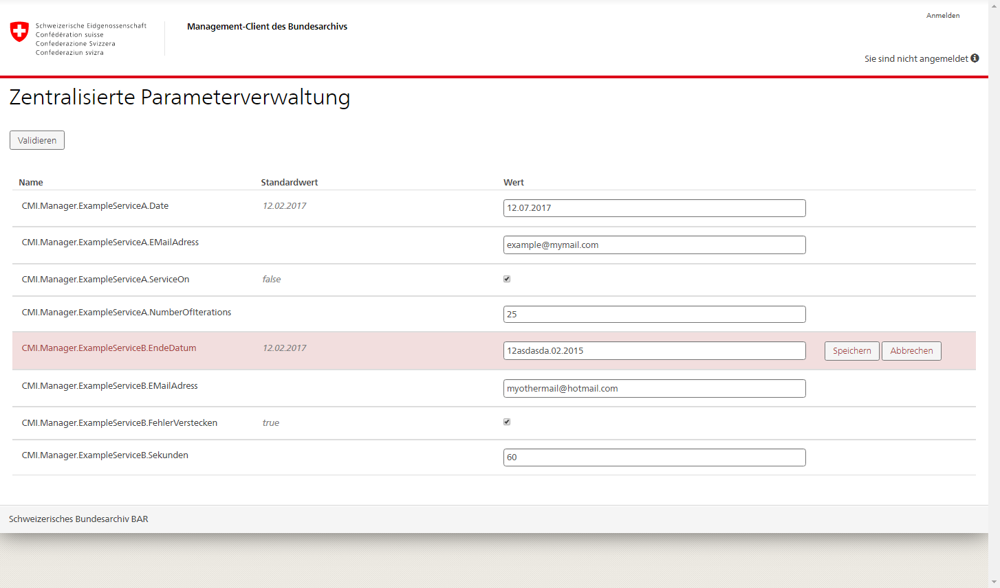 Anmelden
Schweizerische Eidgenossenschaft
Confédération suisse
Confederazione Svizzera
Confederaziun svizra
Management-Client des Bundesarchivs
Sie sind nicht angemeldet
Zentralisierte Parameterverwaltung
Validieren
Name Standardwert Wert
CMI.Manager.ExampleServiceA.Date 12.02.2017 12.07.2017
CMI.Manager.ExampleServiceA.EMailAdress example@mymail.com
CMI.Manager.ExampleServiceA.ServiceOn false
CMI.Manager.ExampleServiceA.NumberOfIterations 25
CMI.Manager.ExampleServiceB.EndeDatum 12.02.2017 12asdasda.02.2015 Speichern Abbrechen
CMI.Manager.ExampleServiceB.EMailAdress myothermail@hotmail.com
CMI.Manager.ExampleServiceB.FehlerVerstecken true
CMI.Manager.ExampleServiceB.Sekunden 60
Schweizerisches Bundesarchiv BAR